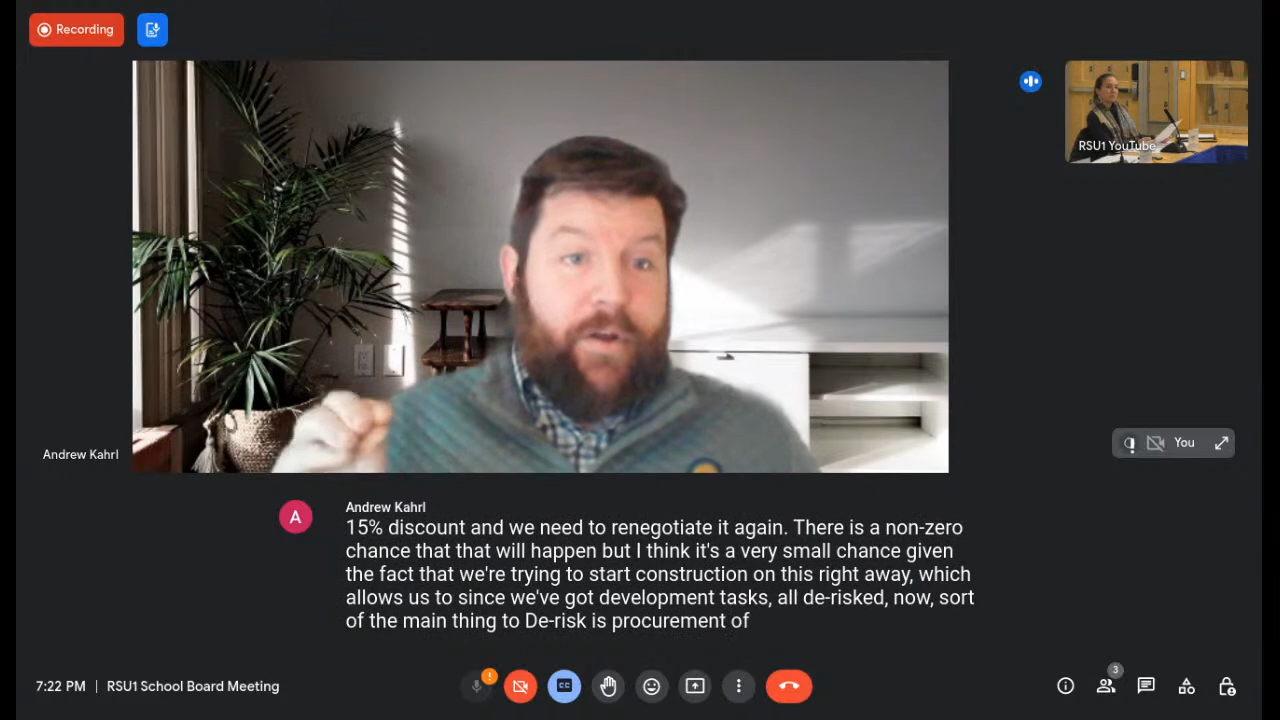 Recording
RSU1 YouTube
Andrew Kahrl
You
A
Andrew Kahrl
15% discount and we need to renegotiate it again. There is a non-zero
chance that that will happen but I think it's a very small chance given
the fact that we're trying to start construction on this right away, which
allows us to since we've got development tasks, all de-risked, now, sort
of the main thing to De-risk is procurement of
7:22 PM | RSU1 School Board Meeting
!
CC
3